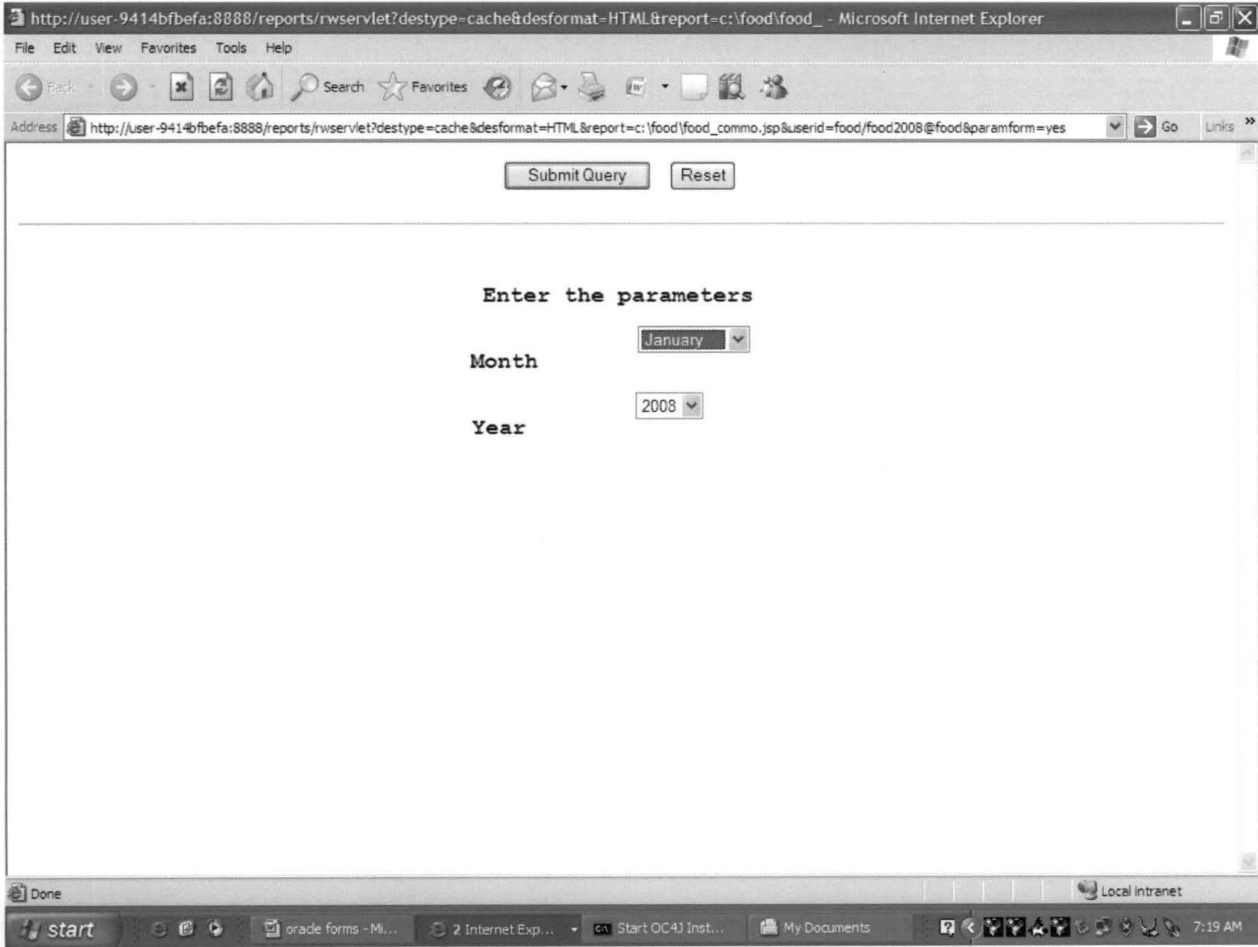 http://user-9414bfbefa:8888/reports/rwservlet?destype=cache&desformat=HTML&report=c:\food\food_ - Microsoft Internet Explorer
File Edit View Favorites Tools Help
Back Search Favorites
Address http://user-9414bfbefa:8888/reports/rwservlet?destype=cache&desformat=HTML&report=c:\food\food_commo.jsp&userid=food/food2008@food&paramform=yes Go Links »
Submit Query Reset
Enter the parameters
January
Month
2008
Year
Done Local intranet
start oracle forms - Mi... 2 Internet Exp... Start OC4J Inst... My Documents 7:19 AM